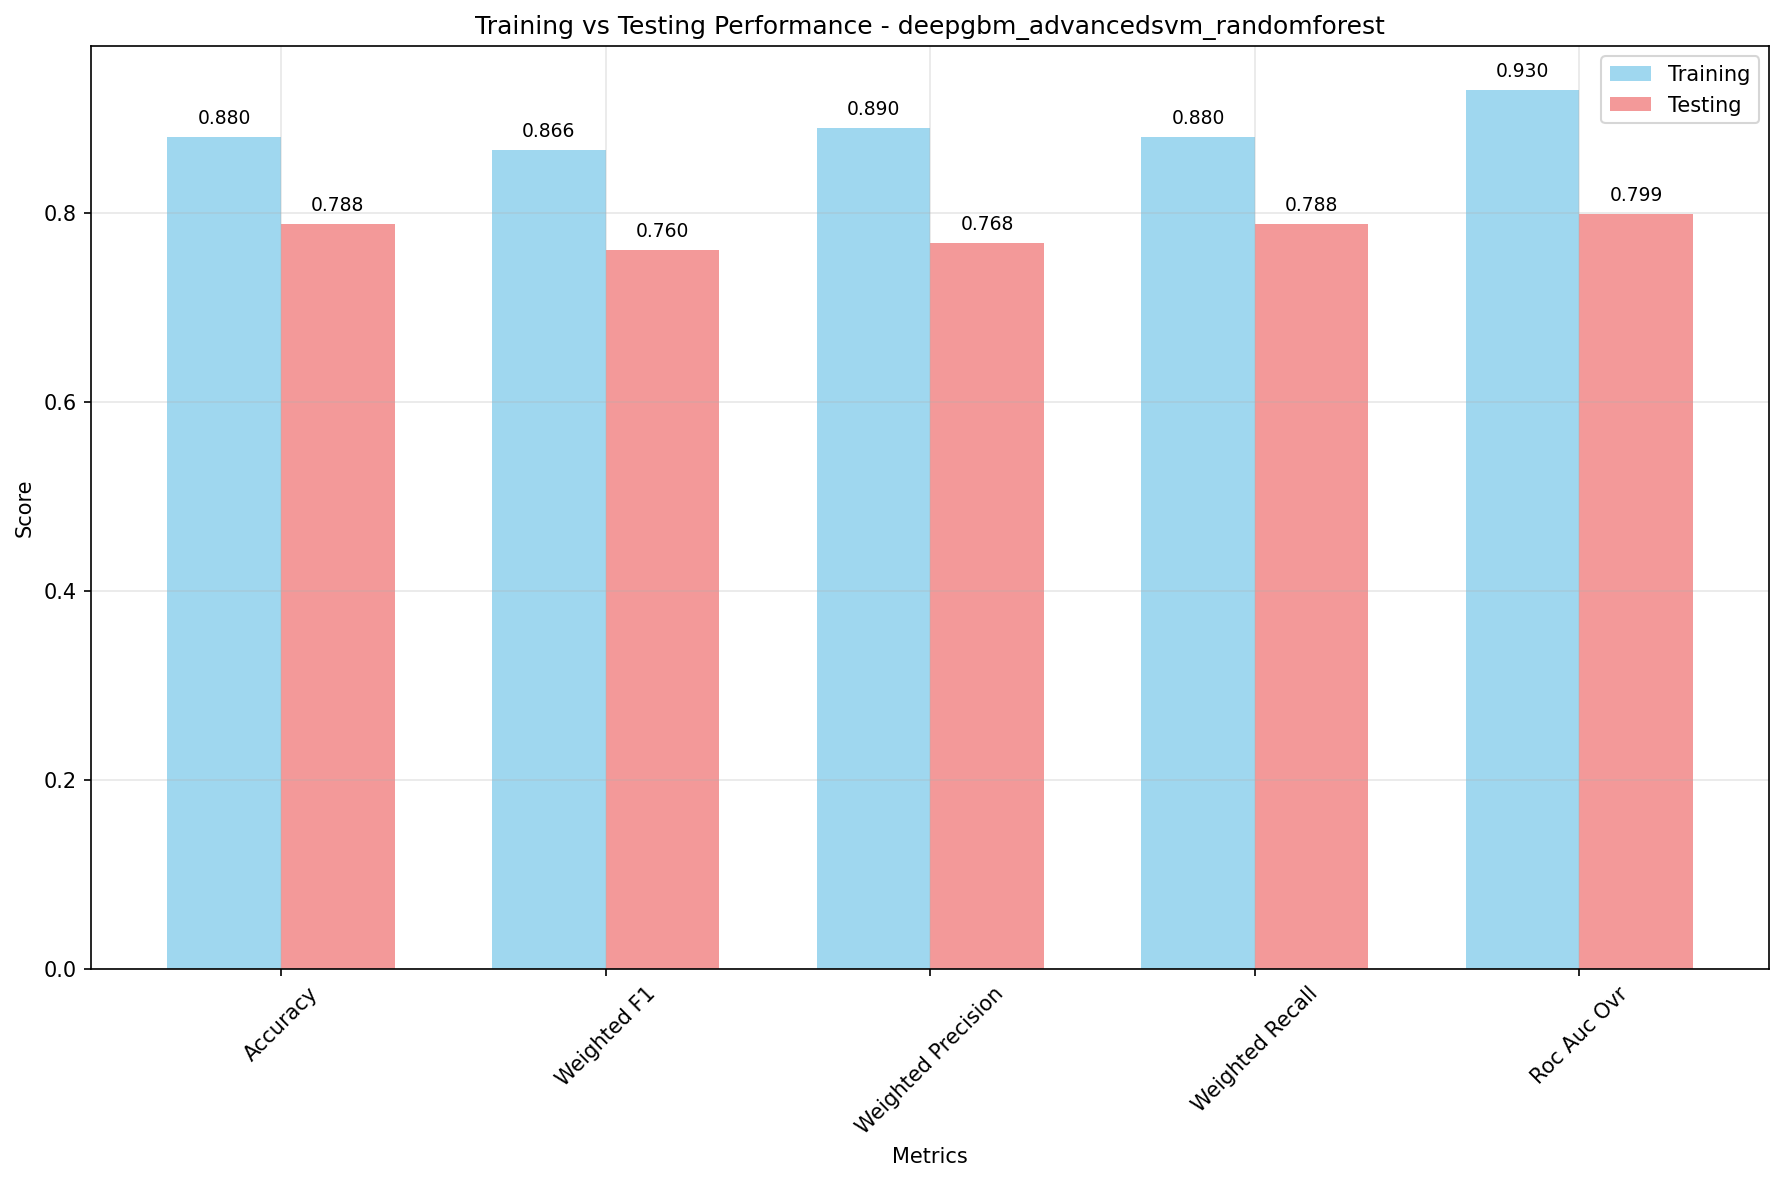 Training vs Testing Performance - deepgbm_advancedsvm_randomforest
Training
Testing
0.880
0.788
0.866
0.760
0.890
0.768
0.880
0.788
0.930
0.799
Score
0.8
0.6
0.4
0.2
0.0
Accuracy
Weighted F1
Weighted Precision
Weighted Recall
Roc Auc Ovr
Metrics